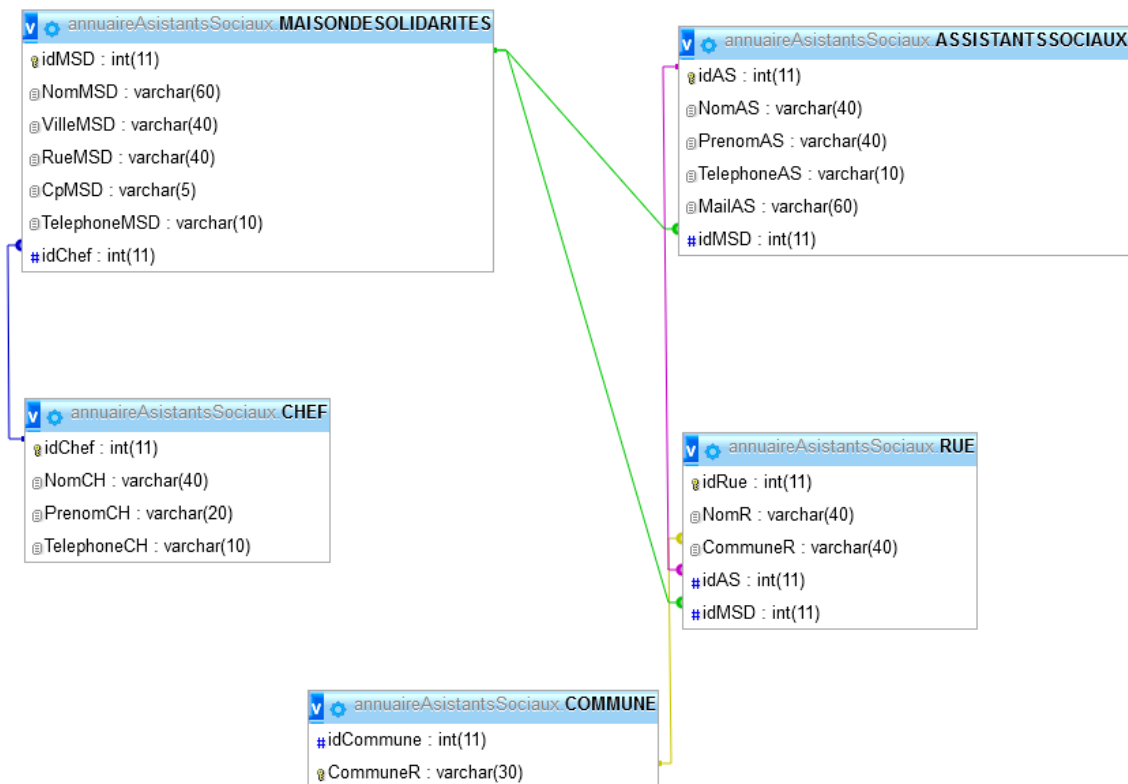 annuaireAsistantsSociaux.MAISONDESOLIDARITES
idMSD : int(11)
NomMSD : varchar(60)
VilleMSD : varchar(40)
RueMSD : varchar(40)
CpMSD : varchar(5)
TelephoneMSD : varchar(10)
#idChef : int(11)
annuaireAsistantsSociaux.ASSISTANTSSOCIAUX
idAS : int(11)
NomAS : varchar(40)
PrenomAS : varchar(40)
TelephoneAS : varchar(10)
MailAS : varchar(60)
#idMSD : int(11)
annuaireAsistantsSociaux.CHEF
idChef : int(11)
NomCH : varchar(40)
PrenomCH : varchar(20)
TelephoneCH : varchar(10)
annuaireAsistantsSociaux.RUE
idRue : int(11)
NomR : varchar(40)
CommuneR : varchar(40)
#idAS : int(11)
#idMSD : int(11)
annuaireAsistantsSociaux.COMMUNE
#idCommune : int(11)
CommuneR : varchar(30)